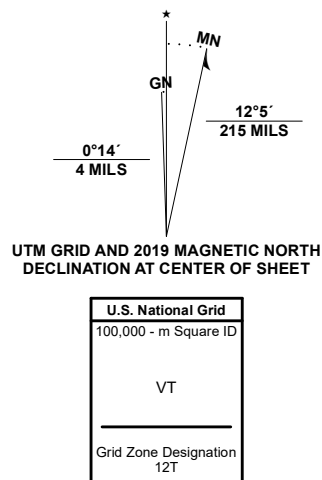 ★
MN
GN
12°5´
215 MILS
0°14´
4 MILS
UTM GRID AND 2019 MAGNETIC NORTH
DECLINATION AT CENTER OF SHEET
U.S. National Grid
100,000 - m Square ID
VT
Grid Zone Designation
12T